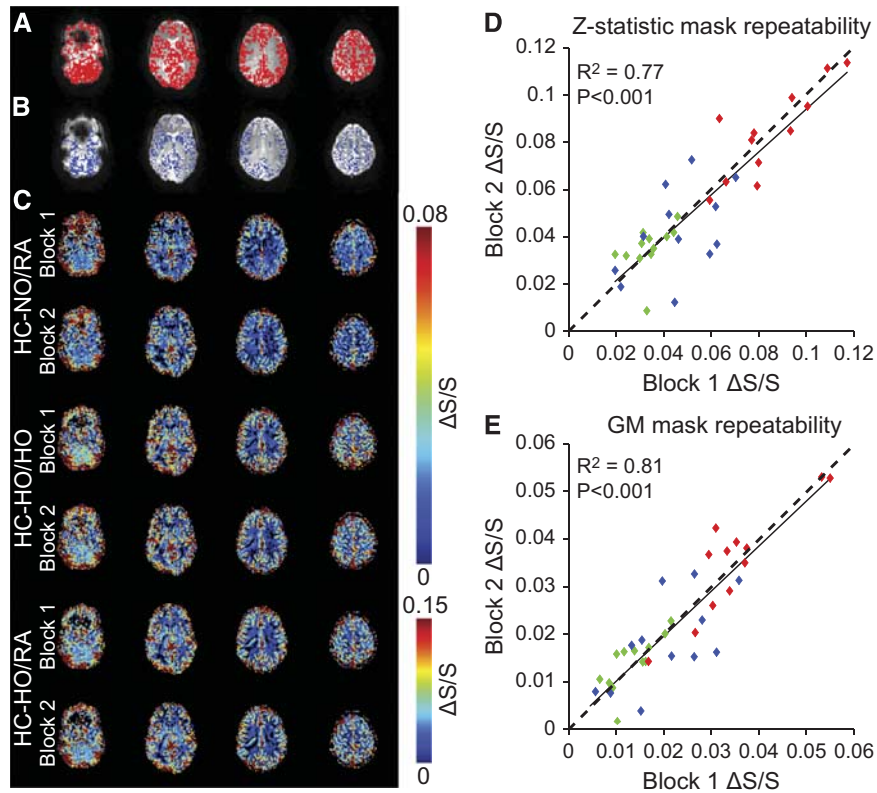 A
B
C
HC-NO/RA
Block 1
Block 2
HC-HO/HO
Block 1
Block 2
HC-HO/RA
Block 1
Block 2
0.08
ΔS/S
0
0.15
ΔS/S
0
D
Z-statistic mask repeatability
R² = 0.77
P<0.001
Block 2 ΔS/S
0.12
0.1
0.08
0.06
0.04
0.02
0
0 0.02 0.04 0.06 0.08 0.1 0.12
Block 1 ΔS/S
E
GM mask repeatability
R² = 0.81
P<0.001
Block 2 ΔS/S
0.06
0.05
0.04
0.03
0.02
0.01
0
0 0.01 0.02 0.03 0.04 0.05 0.06
Block 1 ΔS/S